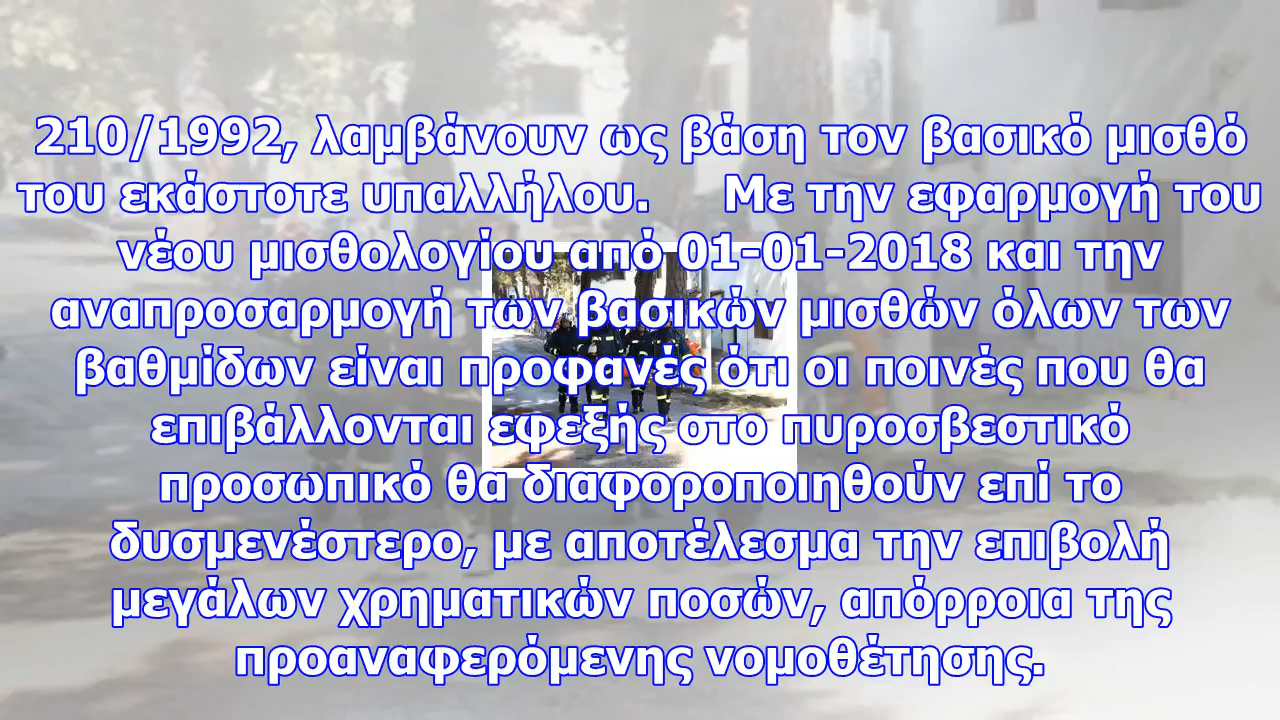 210/1992, λαμβάνουν ως βάση τον βασικό μισθό
του εκάστοτε υπαλλήλου.     Με την εφαρμογή του
νέου μισθολογίου από 01-01-2018 και την
αναπροσαρμογή των βασικών μισθών όλων των
βαθμίδων είναι προφανές ότι οι ποινές που θα
επιβάλλονται εφεξής στο πυροσβεστικό
προσωπικό θα διαφοροποιηθούν επί το
δυσμενέστερο, με αποτέλεσμα την επιβολή
μεγάλων χρηματικών ποσών, απόρροια της
προαναφερόμενης νομοθέτησης.